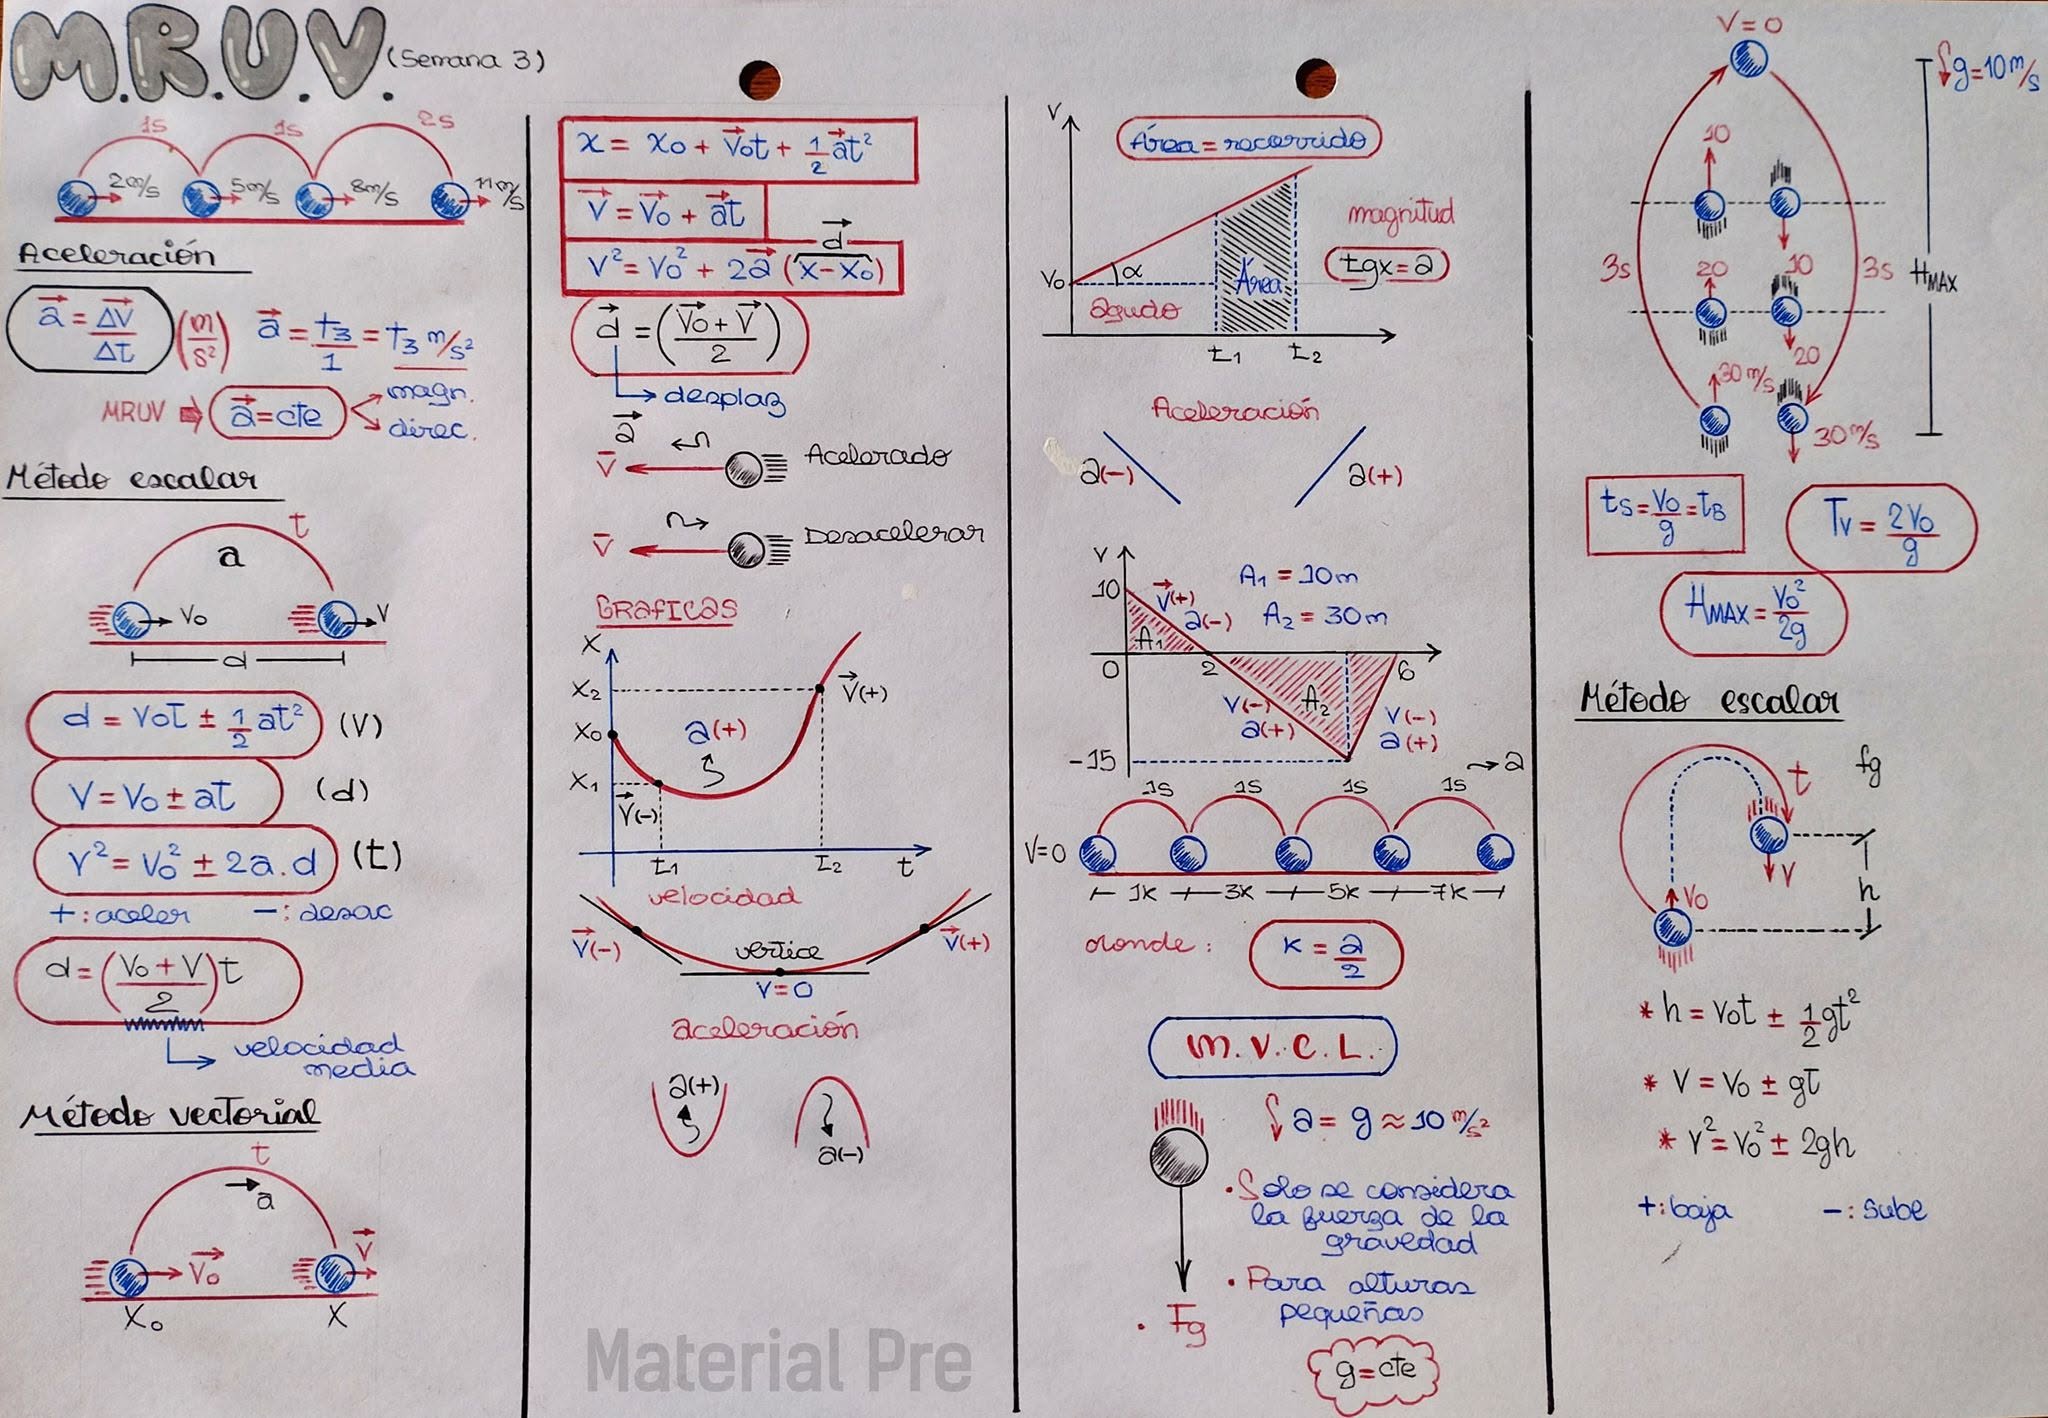 M.R.U.V. (Semana 3)
1s 1s 2s
2m/s 5m/s 8m/s 11m/s
Aceleración
a = ΔV/Δt (m/s²) a = t3/1 = t3 m/s²
MRUV ⇒ a = cte magn.
direc.
Método escalar
t
a
Vo V
d
d = Vot ± 1/2 at² (V)
V = Vo ± at (d)
V² = Vo² ± 2a.d (t)
+: aceler -: desac
d = (Vo + V / 2)t
velocidad
media
Método vectorial
t
a
Vo V
Xo X
x = xo + Vot + 1/2 at²
V = Vo + at
d
V² = Vo² + 2a (x - xo)
d = (Vo + V / 2)
desplaz
a
V Acelerado
V Desacelerar
GRAFICAS
X
X2 V(+)
Xo a(+)
X1
V(-)
t1 t2 t
velocidad
V(-) vertice V(+)
V=0
aceleración
a(+)
a(-)
V
Área = recorrido
magnitud
tgx = a
Vo α Área
agudo
t1 t2
Aceleración
a(-) a(+)
V
10 V(+) A1 = 10m
a(-) A2 = 30m
A1
0 2 6
A2
V(-) V(-)
a(+) a(+)
-15 → a
1s 1s 1s 1s
V=0
1K 3K 5K 7K
donde: K = a/2
M.V.C.L.
a = g ≈ 10 m/s²
• Solo se considera
la fuerza de la
gravedad
• Para alturas
pequeñas
• Fg
g = cte
V=0
g=10m/s
10
3s 20 10 3s HMAX
20
30m/s
30m/s
ts = Vo/g = tB
Tv = 2Vo/g
HMAX = Vo²/2g
Método escalar
t fg
V
h
Vo
* h = Vot ± 1/2 gt²
* V = Vo ± gt
* V² = Vo² ± 2gh
+: baja -: sube
Material Pre